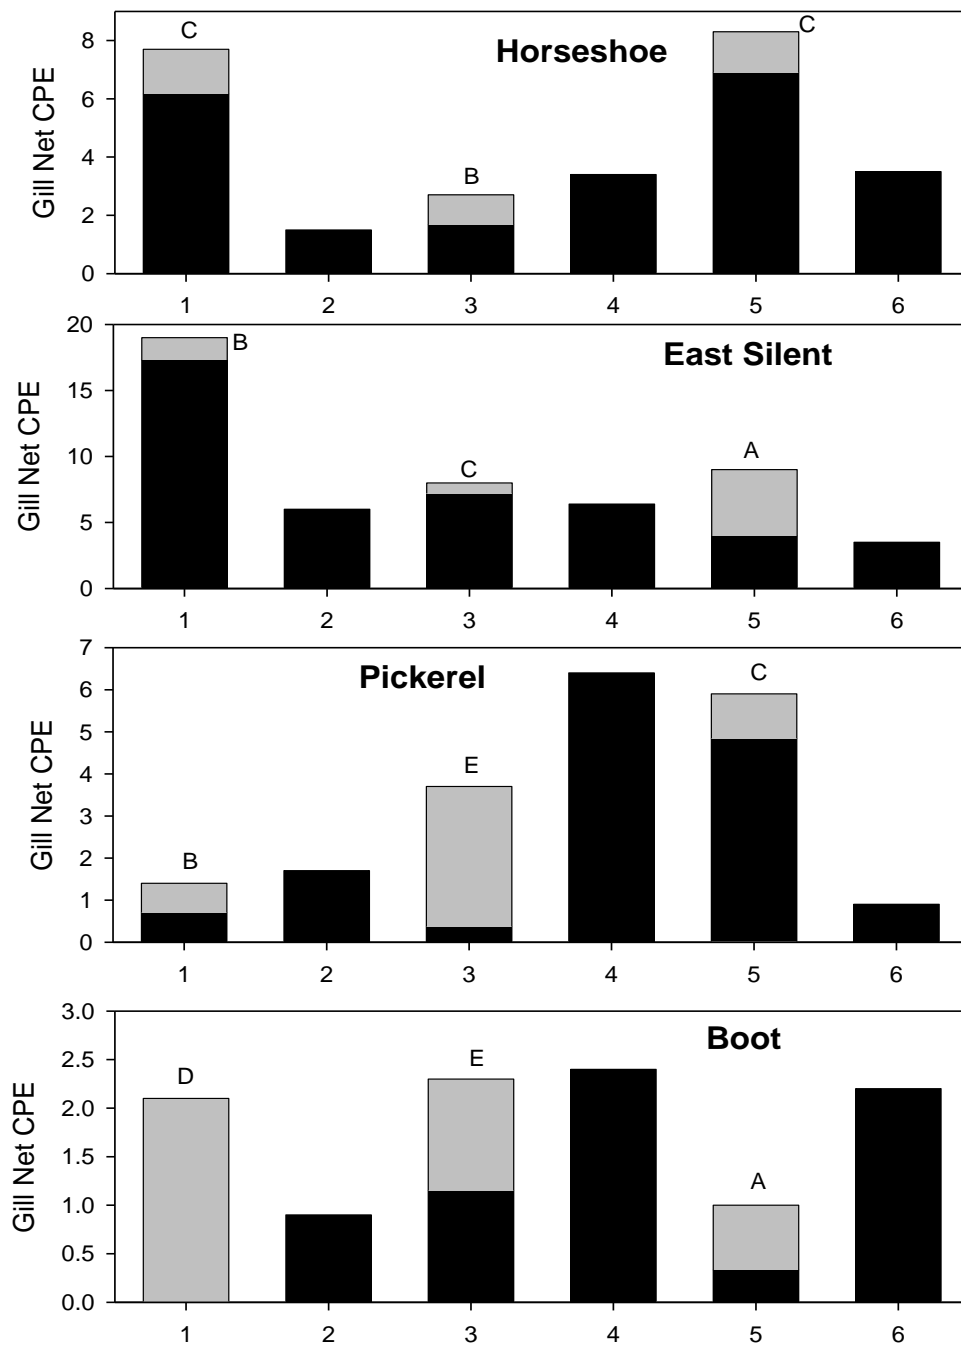 Horseshoe
Gill Net CPE
8
6
4
2
0
C
B
C
1 2 3 4 5 6
East Silent
Gill Net CPE
20
15
10
5
0
B
C
A
1 2 3 4 5 6
Pickerel
Gill Net CPE
7
6
5
4
3
2
1
0
B
E
C
1 2 3 4 5 6
Boot
Gill Net CPE
3.0
2.5
2.0
1.5
1.0
0.5
0.0
D
E
A
1 2 3 4 5 6